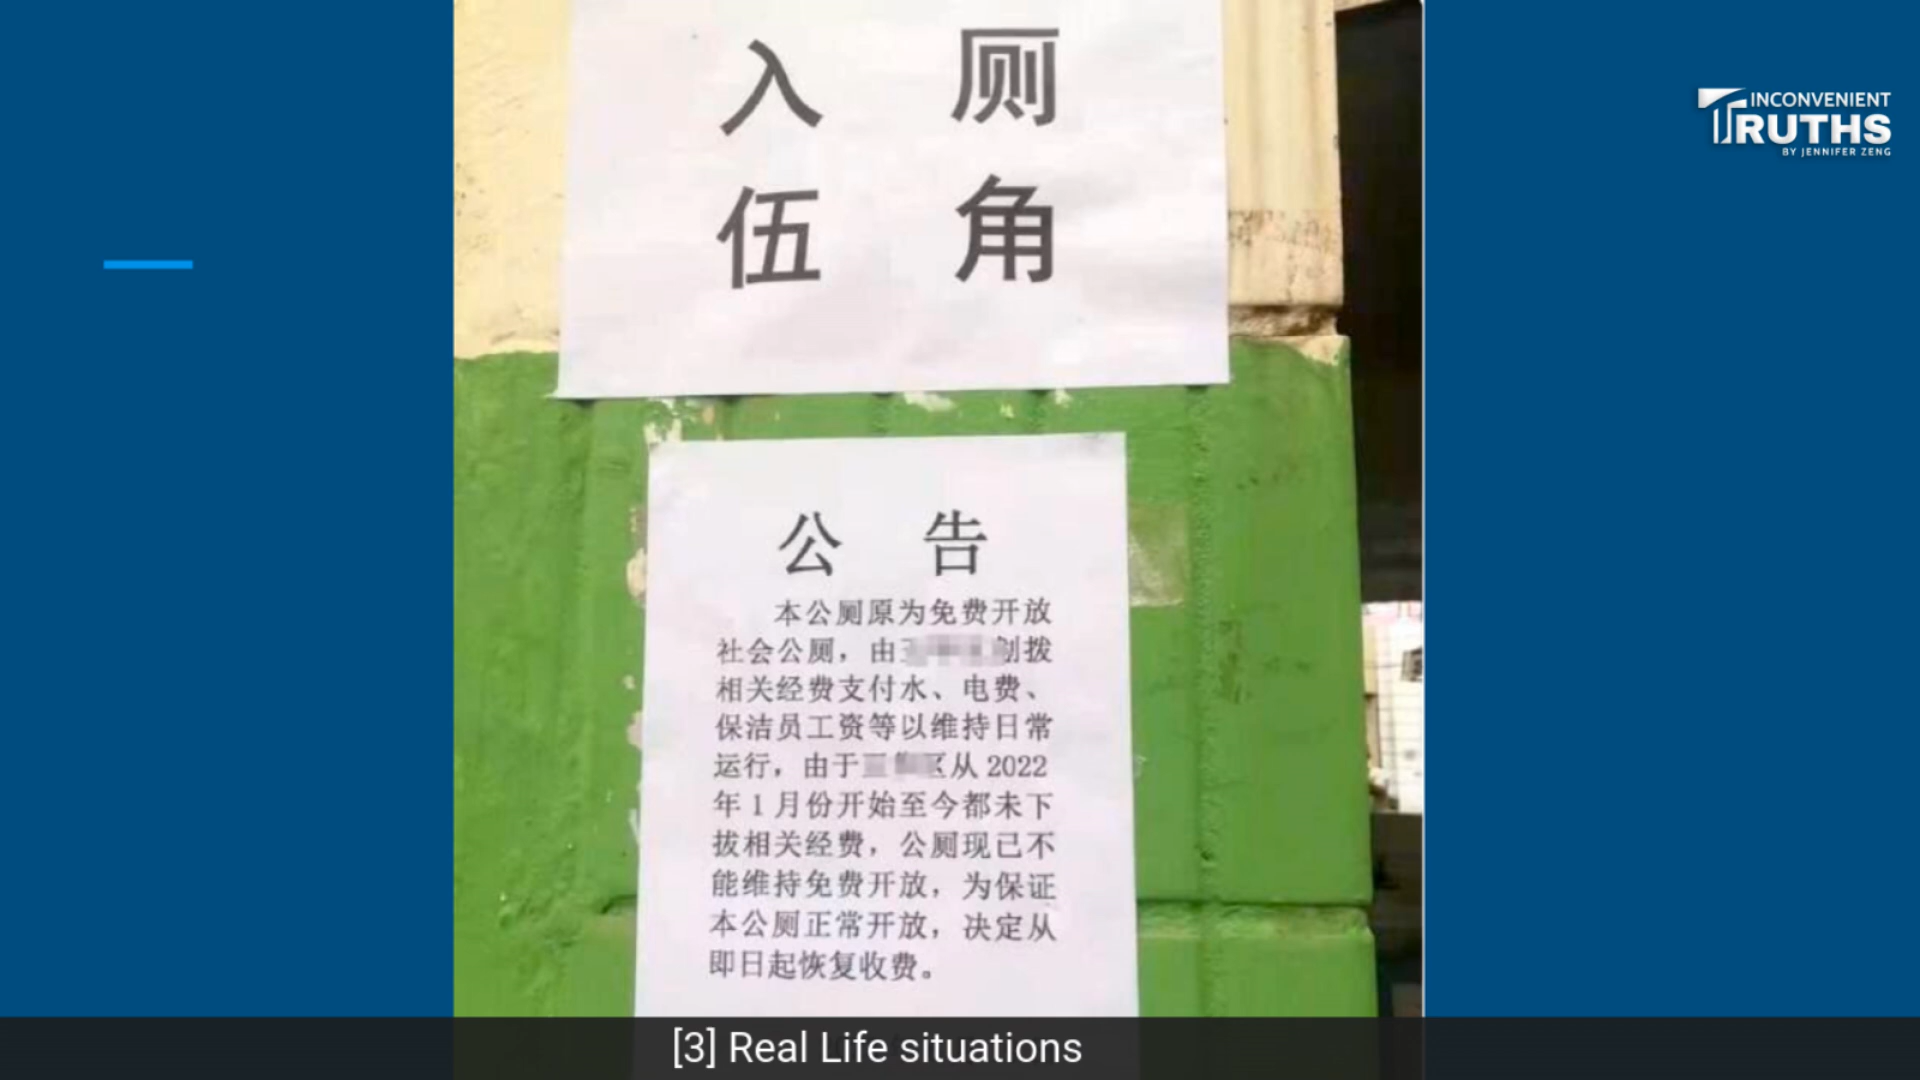 入 厕
伍 角
公 告
本公厕原为免费开放
社会公厕，由 划拨
相关经费支付水、电费、
保洁员工资等以维持日常
运行，由于 区从 2022
年 1 月份开始至今都未下
拔相关经费，公厕现已不
能维持免费开放，为保证
本公厕正常开放，决定从
即日起恢复收费。
INCONVENIENT
TRUTHS
BY JENNIFER ZENG
[3] Real Life situations